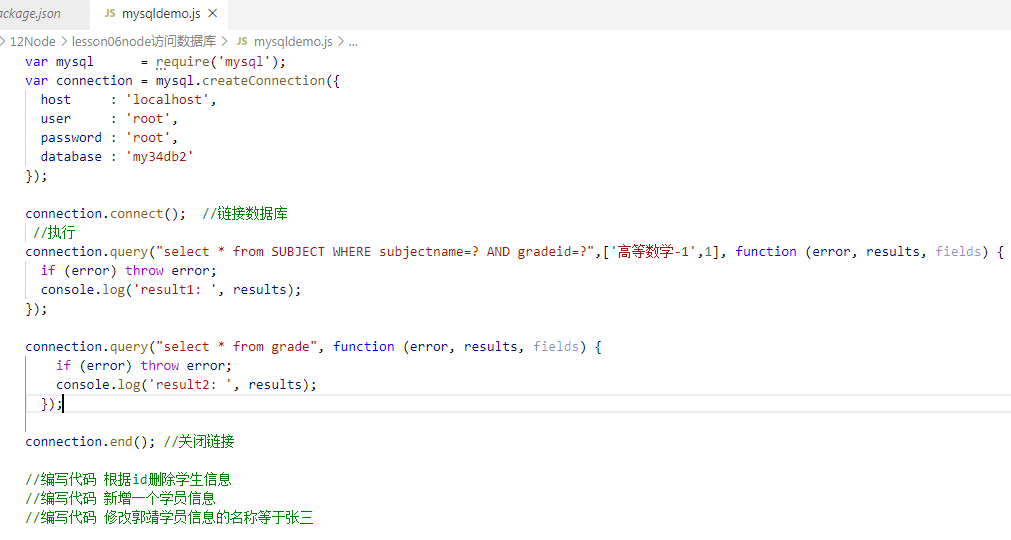 ackage.json
JS mysqldemo.js ×
> 12Node > lesson06node访问数据库 > JS mysqldemo.js > ...
var mysql      = require('mysql');
var connection = mysql.createConnection({
  host     : 'localhost',
  user     : 'root',
  password : 'root',
  database : 'my34db2'
});
connection.connect();  //链接数据库
 //执行
connection.query("select * from SUBJECT WHERE subjectname=? AND gradeid=?",['高等数学-1',1], function (error, results, fields) {
  if (error) throw error;
  console.log('result1: ', results);
});
connection.query("select * from grade", function (error, results, fields) {
    if (error) throw error;
    console.log('result2: ', results);
  });
connection.end(); //关闭链接
//编写代码 根据id删除学生信息
//编写代码 新增一个学员信息
//编写代码 修改郭靖学员信息的名称等于张三